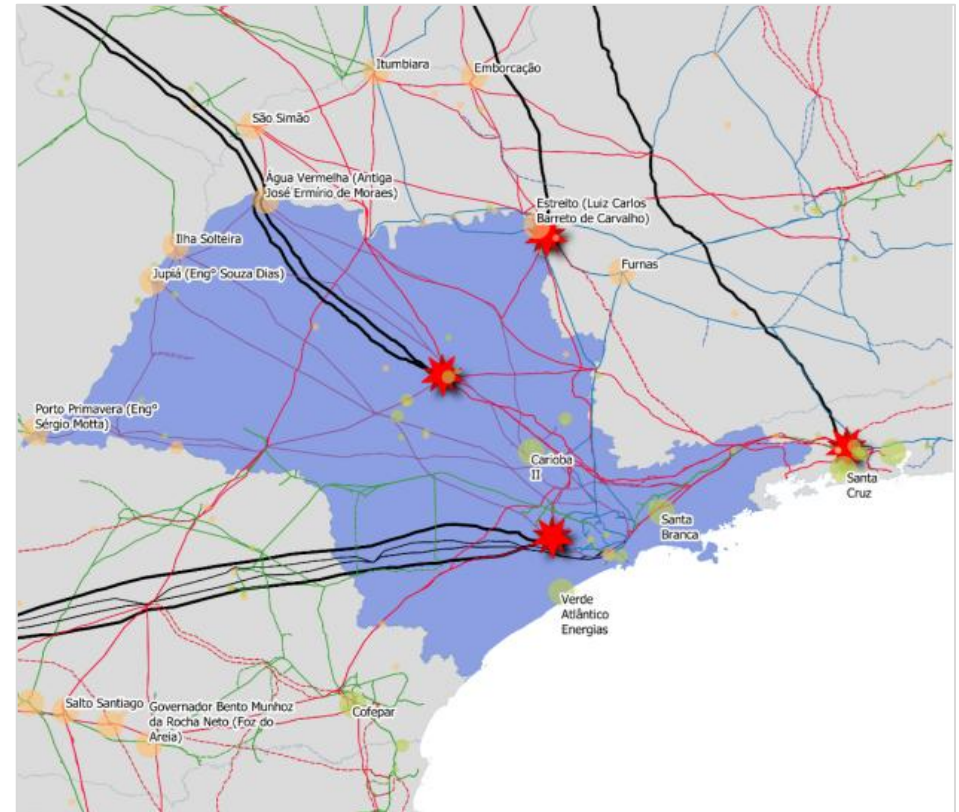 Itumbiara
Emborcação
São Simão
Água Vermelha (Antiga
José Ermírio de Moraes)
Estreito (Luiz Carlos
Barreto de Carvalho)
Ilha Solteira
Furnas
Jupiá (Engº Souza Dias)
Porto Primavera (Engº
Sérgio Motta)
Carioba
II
Santa
Cruz
Santa
Branca
Verde
Atlântico
Energias
Salto Santiago
Governador Bento Munhoz
da Rocha Neto (Foz do
Areia)
Cofepar